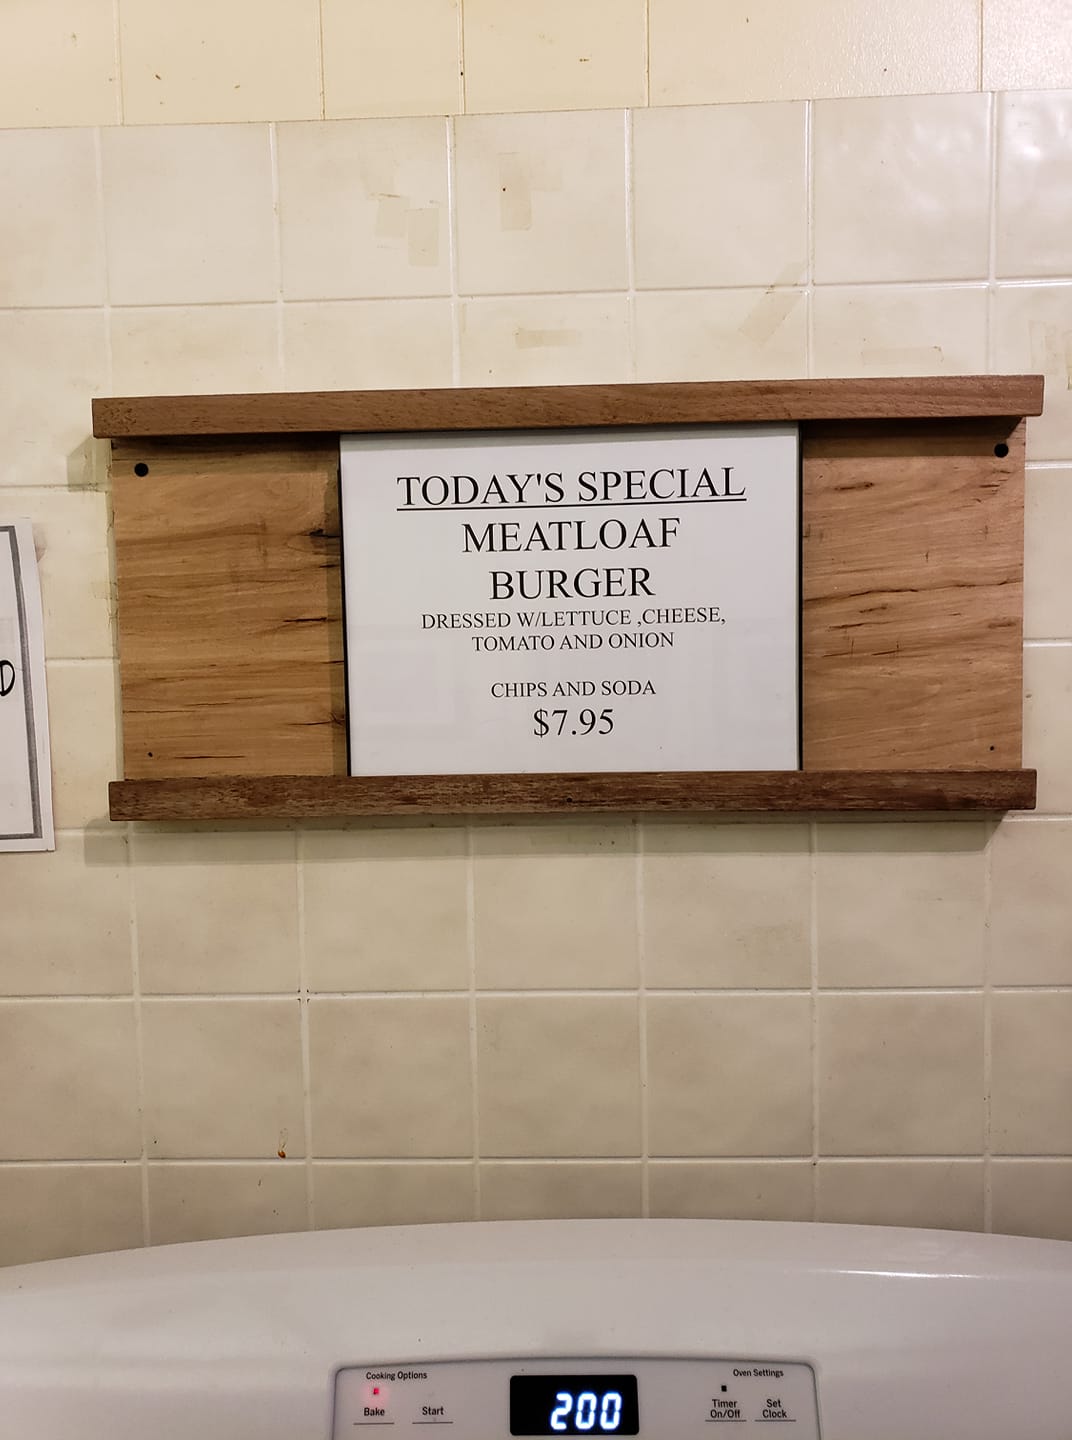 TODAY'S SPECIAL
MEATLOAF
BURGER
DRESSED W/LETTUCE ,CHEESE,
TOMATO AND ONION
CHIPS AND SODA
$7.95
D
Cooking Options
Bake
Start
200
Oven Settings
Timer
On/Off
Set
Clock